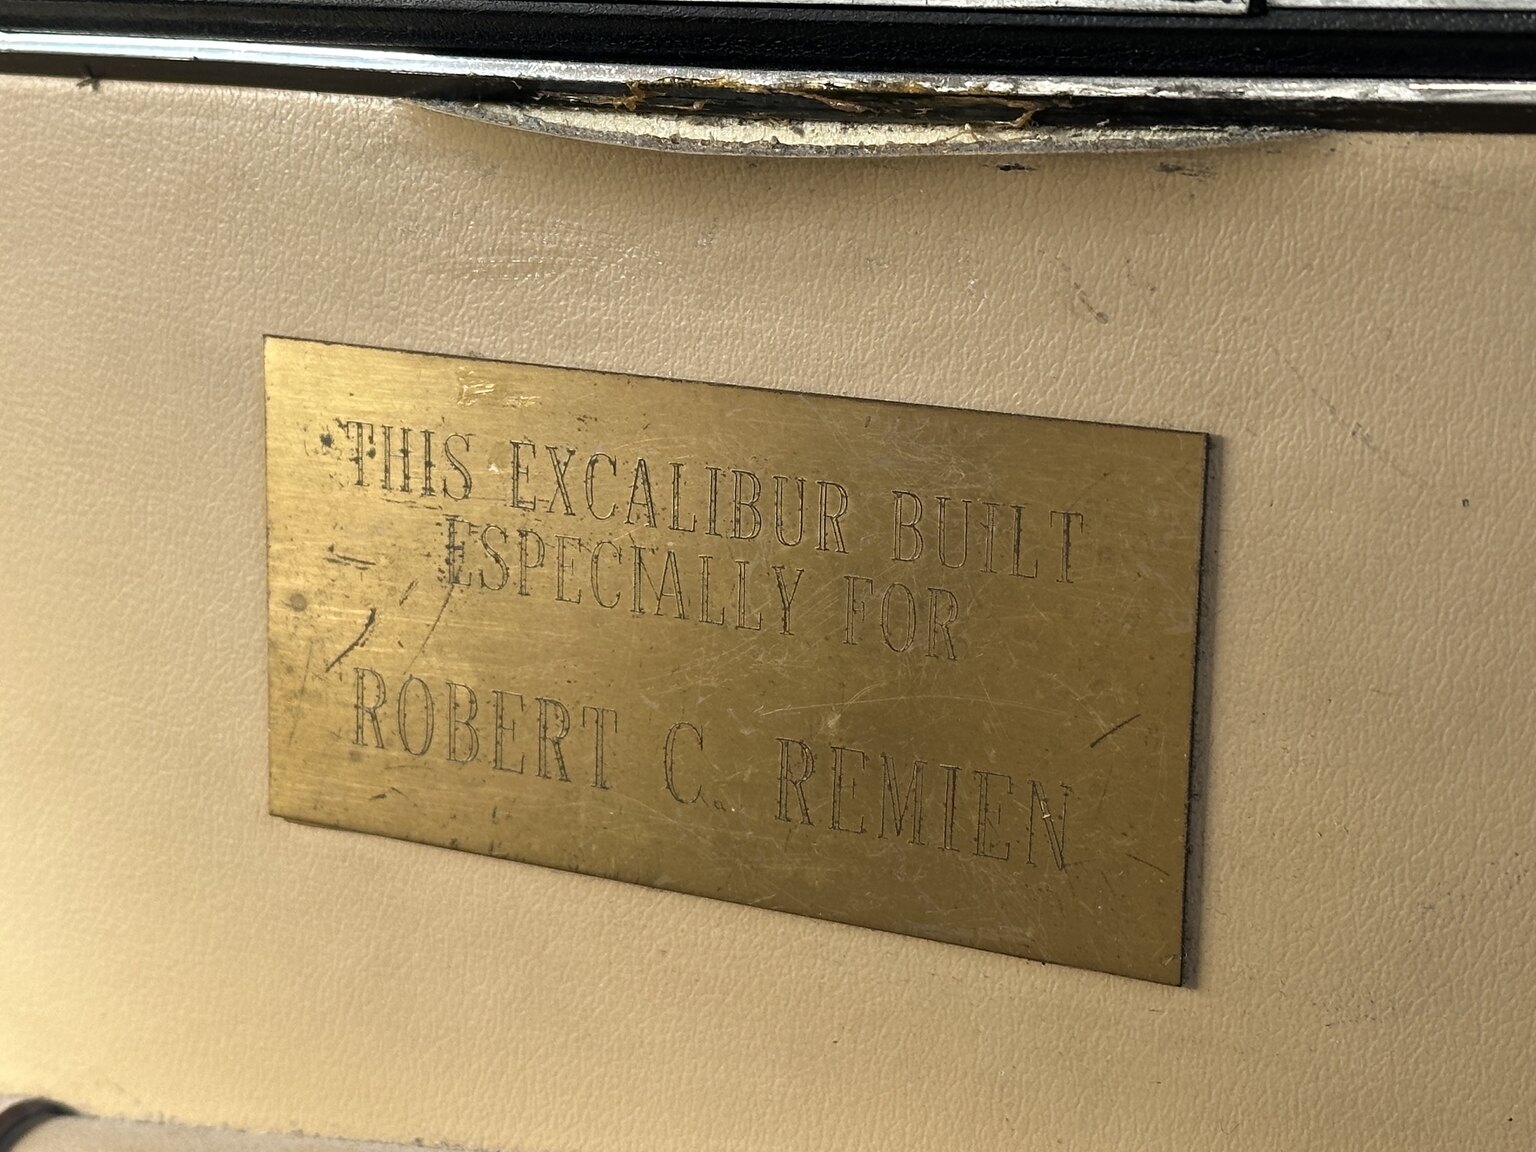 THIS EXCALIBUR BUILT
ESPECIALLY FOR
ROBERT C. REMIEN